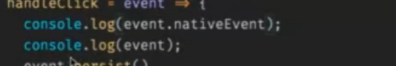 handleClick = event => {
console.log(event.nativeEvent);
console.log(event);
event.persist()